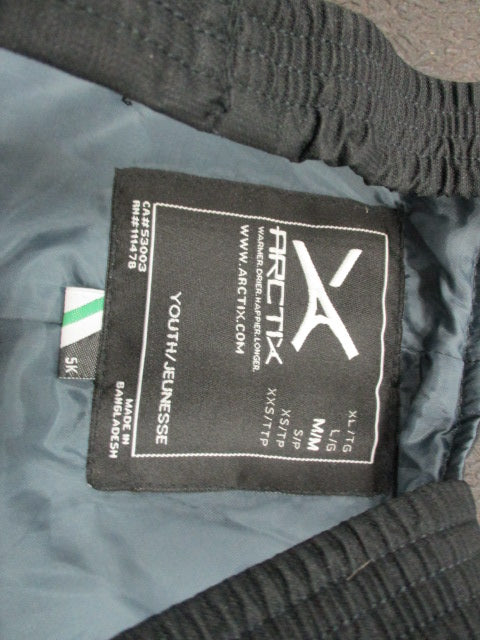 ARCTIX
WARMER.DRIER.HAPPIER.LONGER.
WWW.ARCTIX.COM
XL/TG
L/G
M/M
S/P
XS/TP
XXS/TTP
YOUTH/JEUNESSE
CA#53003
RN#111478
MADE IN
BANGLADESH
5K